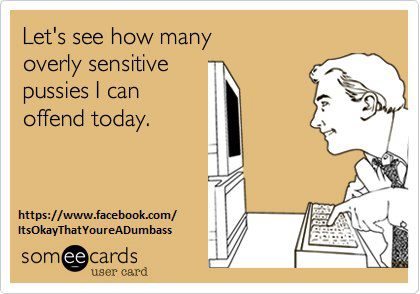 Let's see how many
overly sensitive
pussies I can
offend today.
https://www.facebook.com/
ItsOkayThatYoureADumbass
someecards
user card